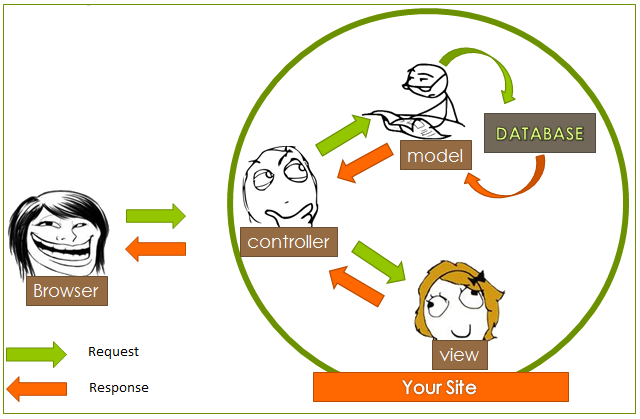 DATABASE
model
controller
Browser
view
Request
Response
Your Site